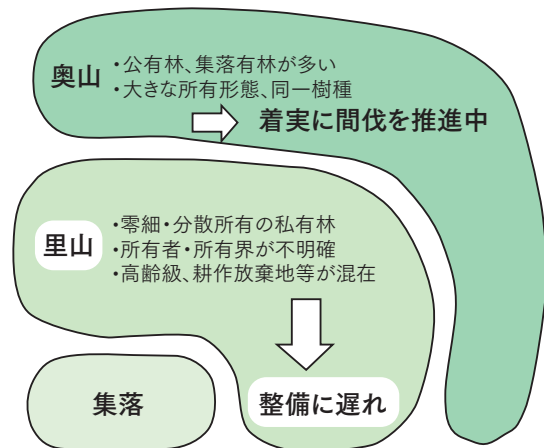 奥山
・公有林、集落有林が多い
・大きな所有形態、同一樹種
着実に間伐を推進中
里山
・零細・分散所有の私有林
・所有者・所有界が不明確
・高齢級、耕作放棄地等が混在
集落
整備に遅れ